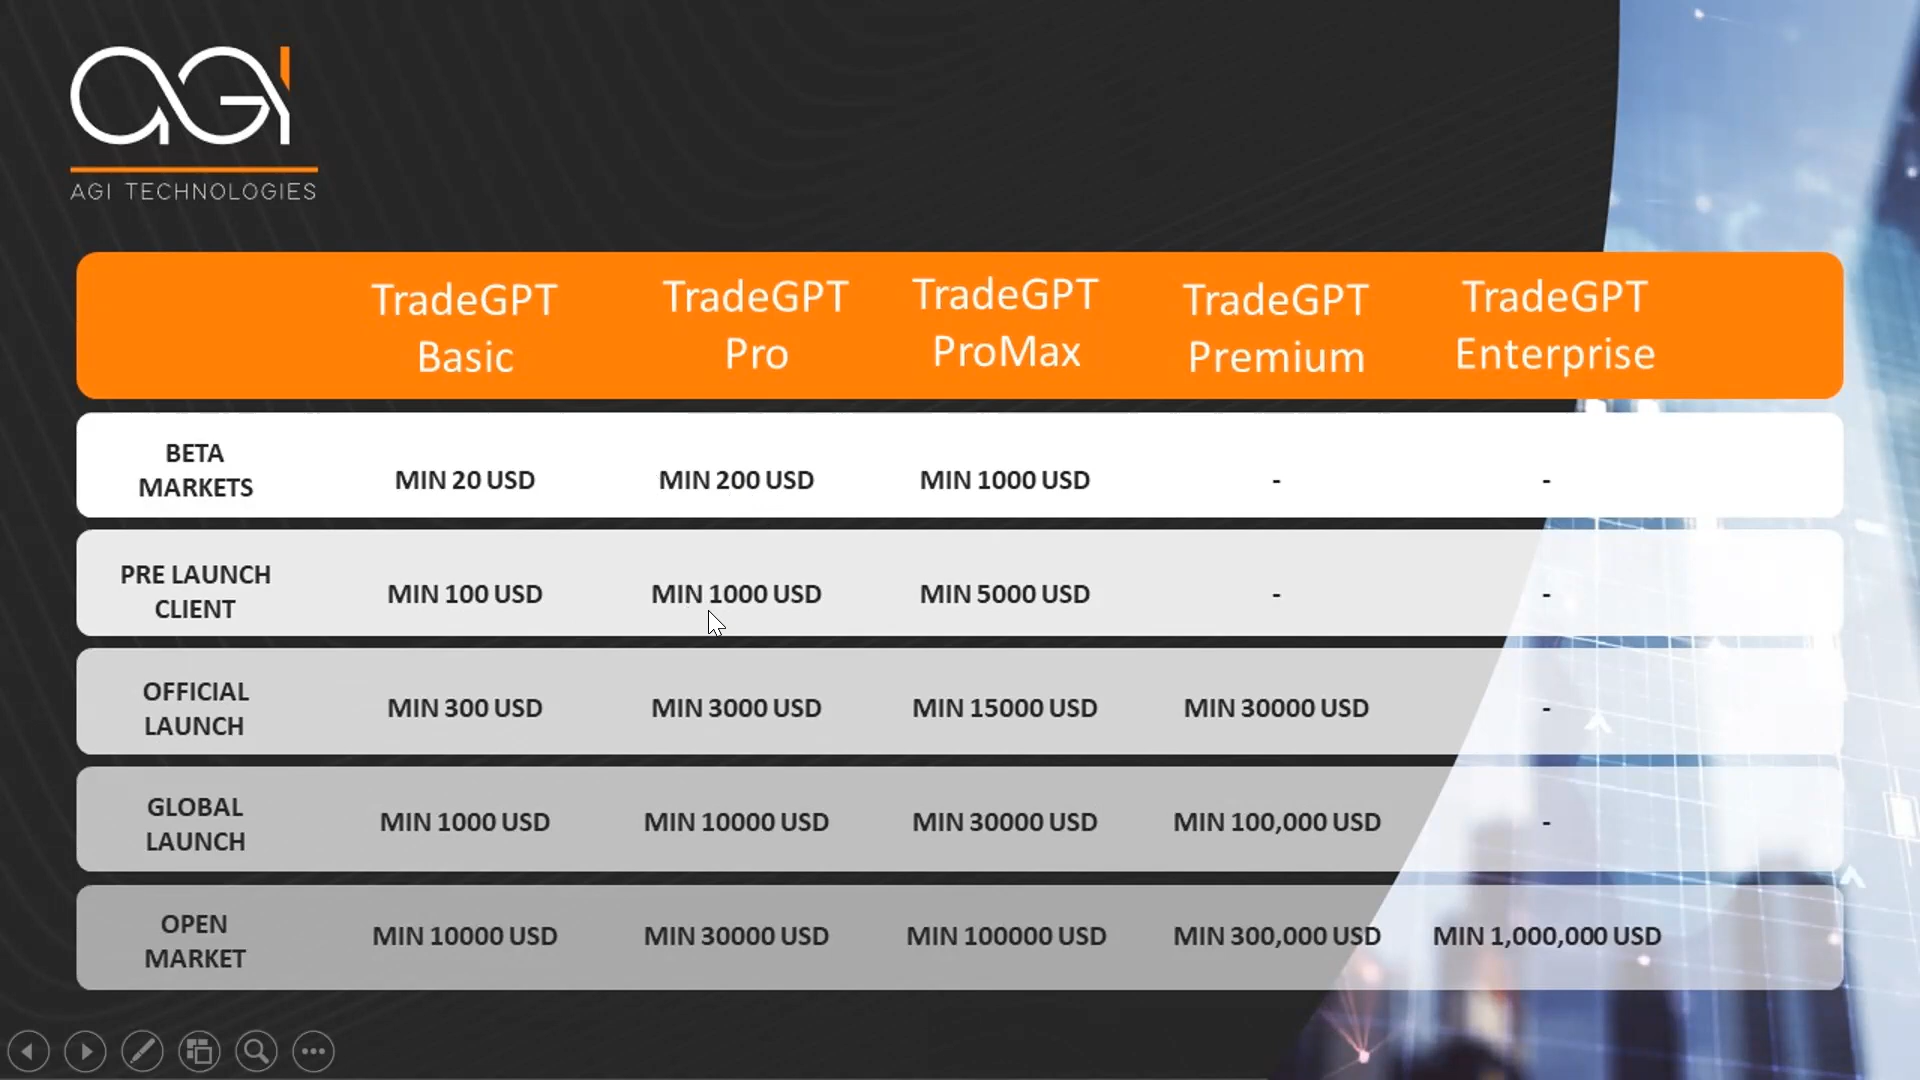 AGI
AGI TECHNOLOGIES
TradeGPT Basic
TradeGPT Pro
TradeGPT ProMax
TradeGPT Premium
TradeGPT Enterprise
BETA MARKETS
MIN 20 USD
MIN 200 USD
MIN 1000 USD
-
-
PRE LAUNCH CLIENT
MIN 100 USD
MIN 1000 USD
MIN 5000 USD
-
-
OFFICIAL LAUNCH
MIN 300 USD
MIN 3000 USD
MIN 15000 USD
MIN 30000 USD
-
GLOBAL LAUNCH
MIN 1000 USD
MIN 10000 USD
MIN 30000 USD
MIN 100,000 USD
-
OPEN MARKET
MIN 10000 USD
MIN 30000 USD
MIN 100000 USD
MIN 300,000 USD
MIN 1,000,000 USD